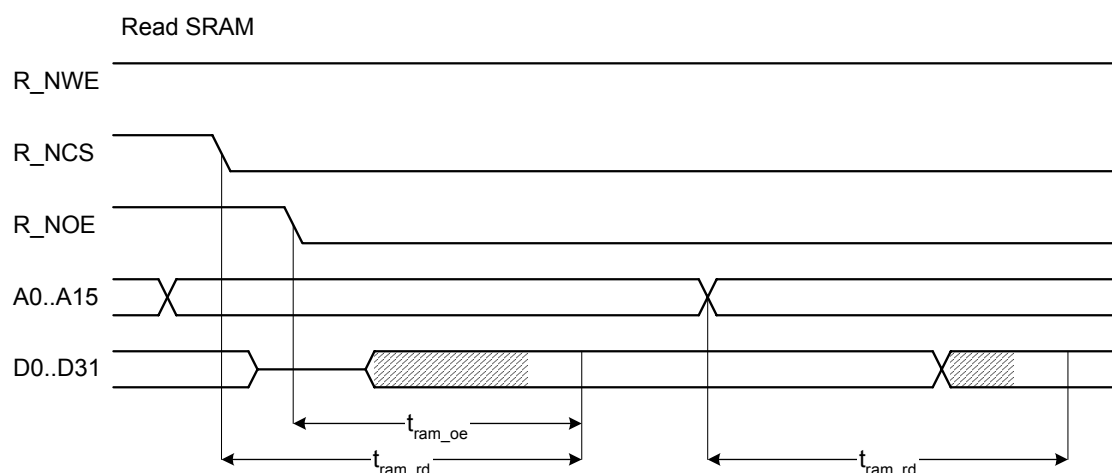 Read SRAM
R_NWE
R_NCS
R_NOE
A0..A15
D0..D31
t_ram_oe
t_ram_rd t_ram_rd